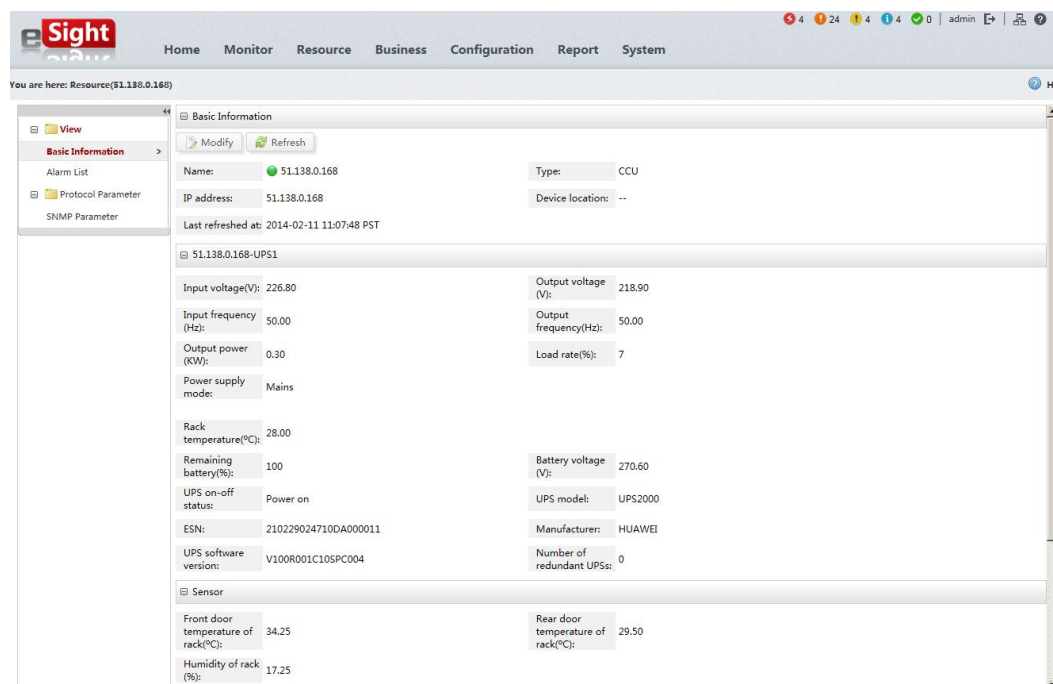 eSight
4 24 4 4 0 | admin
Home Monitor Resource Business Configuration Report System
You are here: Resource(51.138.0.168)
H
View
Basic Information >
Alarm List
Protocol Parameter
SNMP Parameter
Basic Information
Modify Refresh
Name: 51.138.0.168 Type: CCU
IP address: 51.138.0.168 Device location: --
Last refreshed at: 2014-02-11 11:07:48 PST
51.138.0.168-UPS1
Input voltage(V): 226.80 Output voltage
(V): 218.90
Input frequency
(Hz): 50.00 Output
frequency(Hz): 50.00
Output power
(KW): 0.30 Load rate(%): 7
Power supply
mode: Mains
Rack
temperature(ºC): 28.00
Remaining
battery(%): 100 Battery voltage
(V): 270.60
UPS on-off
status: Power on UPS model: UPS2000
ESN: 210229024710DA000011 Manufacturer: HUAWEI
UPS software
version: V100R001C10SPC004 Number of
redundant UPSs: 0
Sensor
Front door
temperature of
rack(ºC): 34.25 Rear door
temperature of
rack(ºC): 29.50
Humidity of rack
(%): 17.25